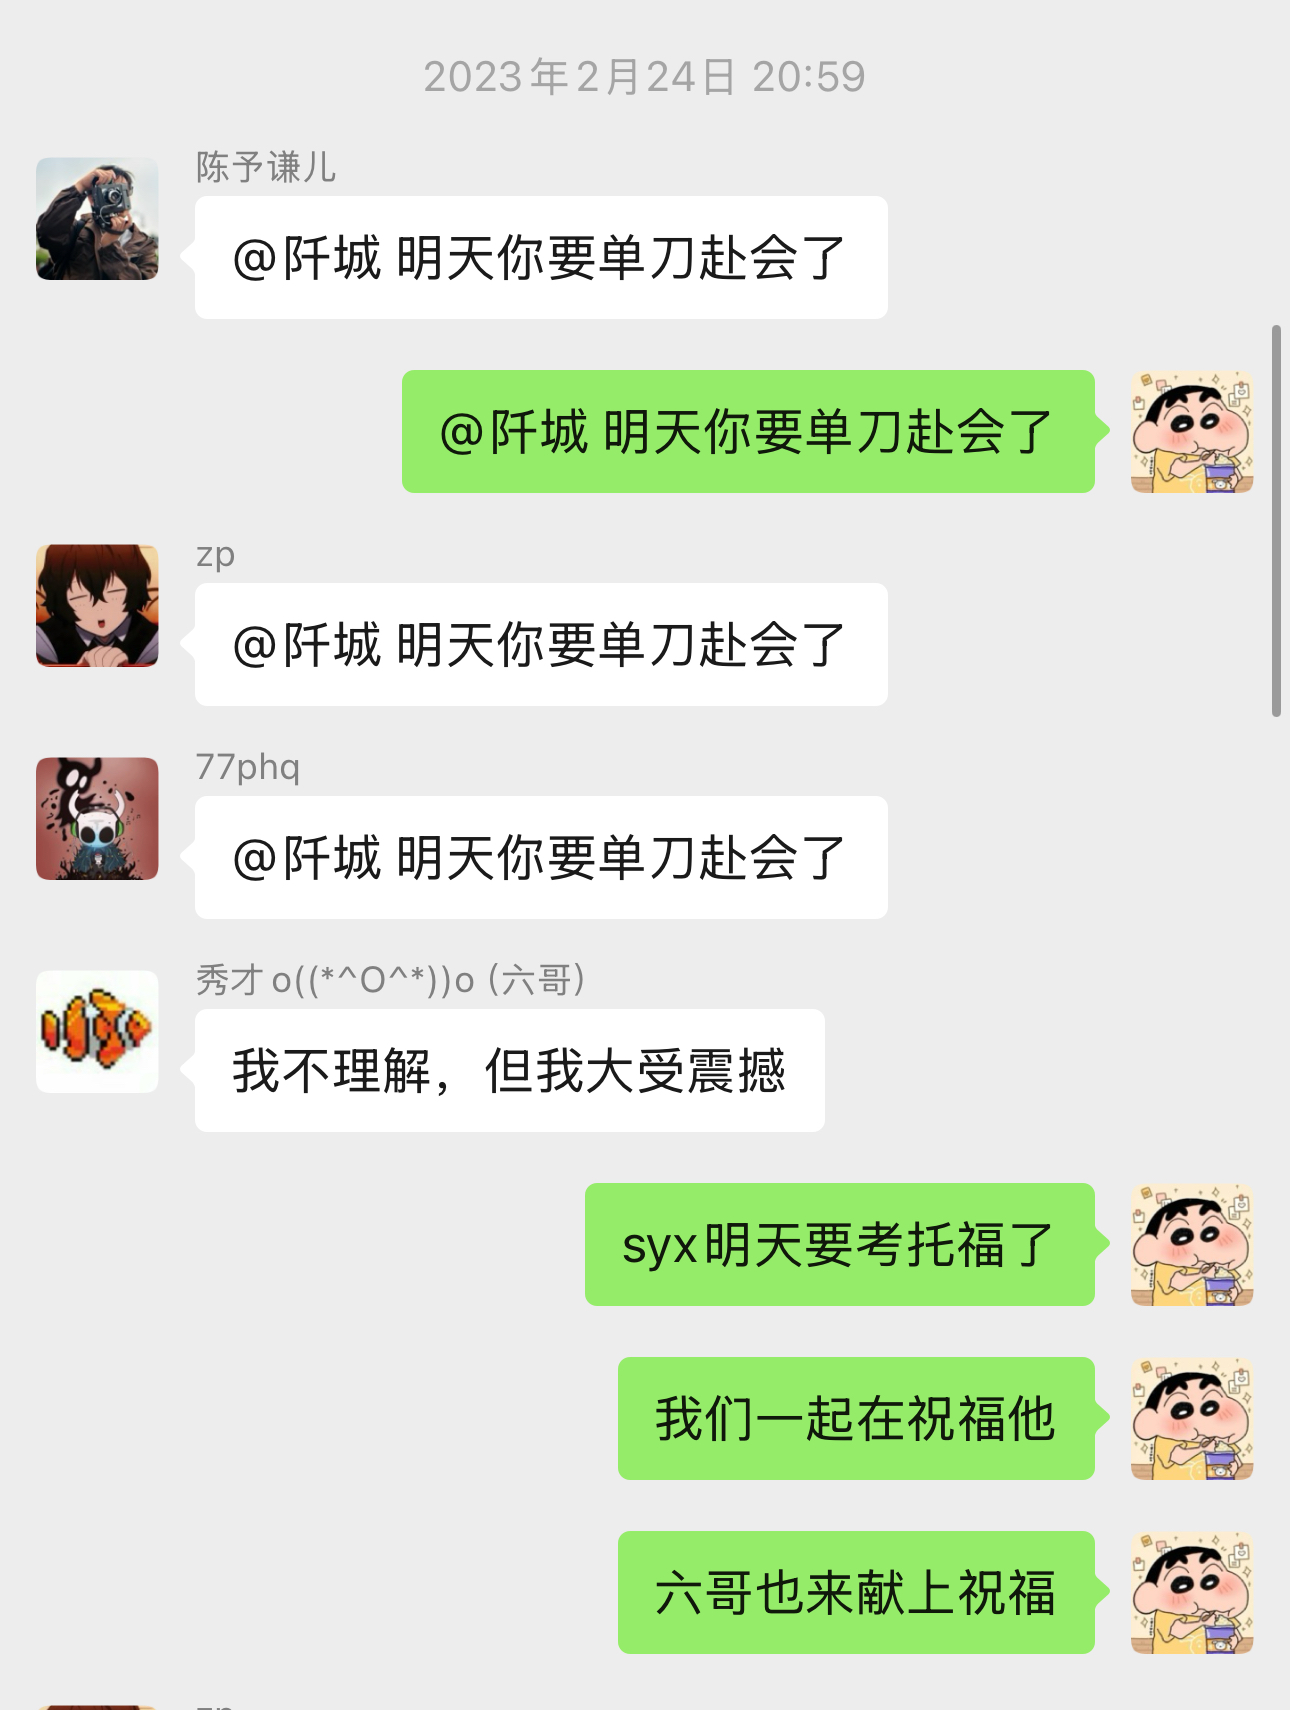 2023年2月24日 20:59
陈予谦儿
@阡城 明天你要单刀赴会了
@阡城 明天你要单刀赴会了
zp
@阡城 明天你要单刀赴会了
77phq
@阡城 明天你要单刀赴会了
秀才o((*^O^*))o（六哥）
我不理解，但我大受震撼
syx明天要考托福了
我们一起在祝福他
六哥也来献上祝福